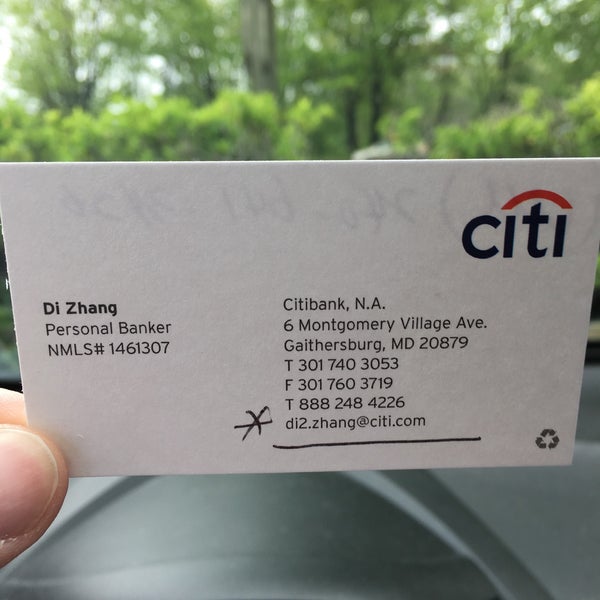 citi
Di Zhang
Personal Banker
NMLS# 1461307
Citibank, N.A.
6 Montgomery Village Ave.
Gaithersburg, MD 20879
T 301 740 3053
F 301 760 3719
T 888 248 4226
di2.zhang@citi.com